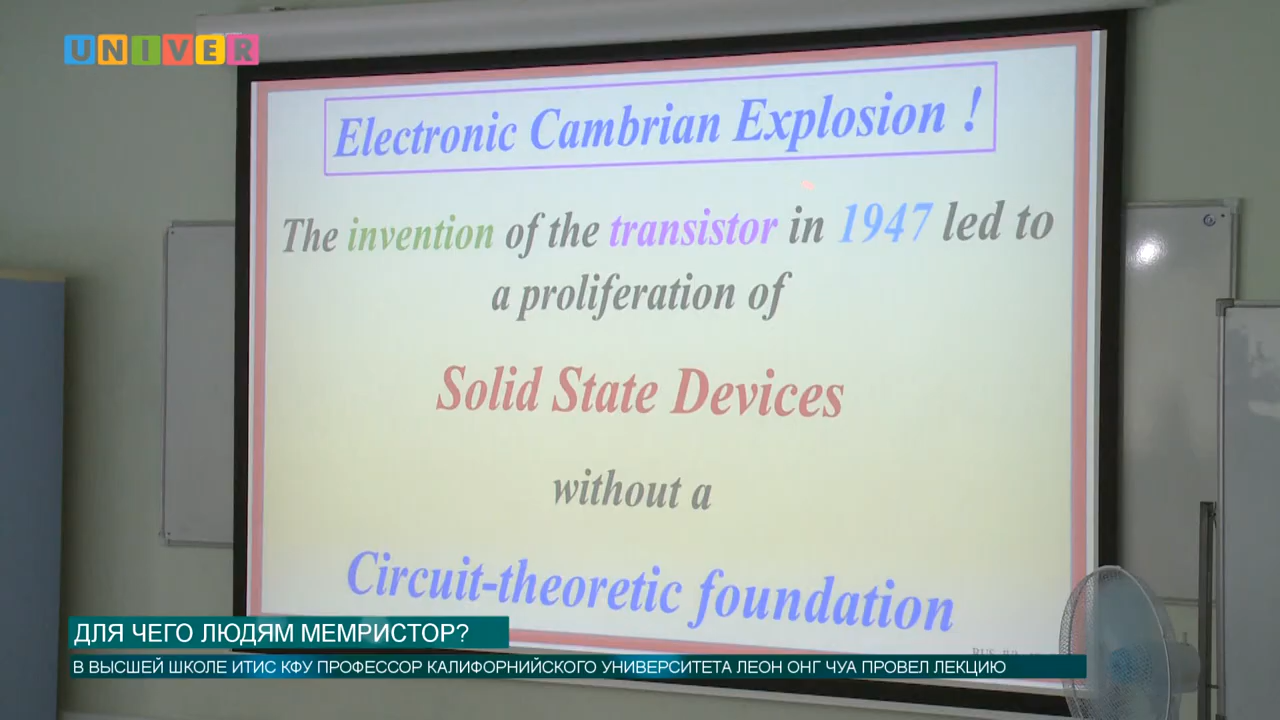 UNIVER
Electronic Cambrian Explosion !
The invention of the transistor in 1947 led to
a proliferation of
Solid State Devices
without a
Circuit-theoretic foundation
ДЛЯ ЧЕГО ЛЮДЯМ МЕМРИСТОР?
В ВЫСШЕЙ ШКОЛЕ ИТИС КФУ ПРОФЕССОР КАЛИФОРНИЙСКОГО УНИВЕРСИТЕТА ЛЕОН ОНГ ЧУА ПРОВЕЛ ЛЕКЦИЮ